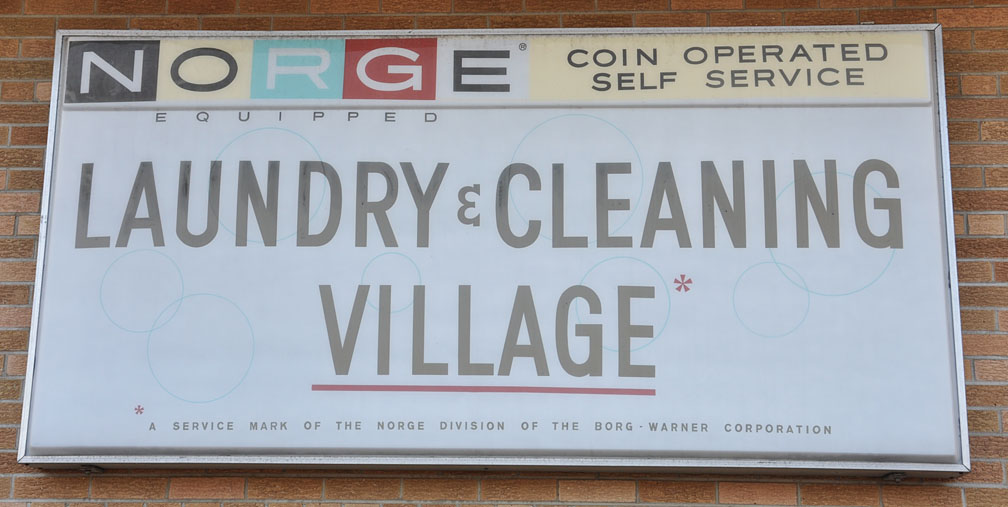 NORGE®
EQUIPPED
COIN OPERATED
SELF SERVICE
LAUNDRY & CLEANING
VILLAGE*
* A SERVICE MARK OF THE NORGE DIVISION OF THE BORG-WARNER CORPORATION